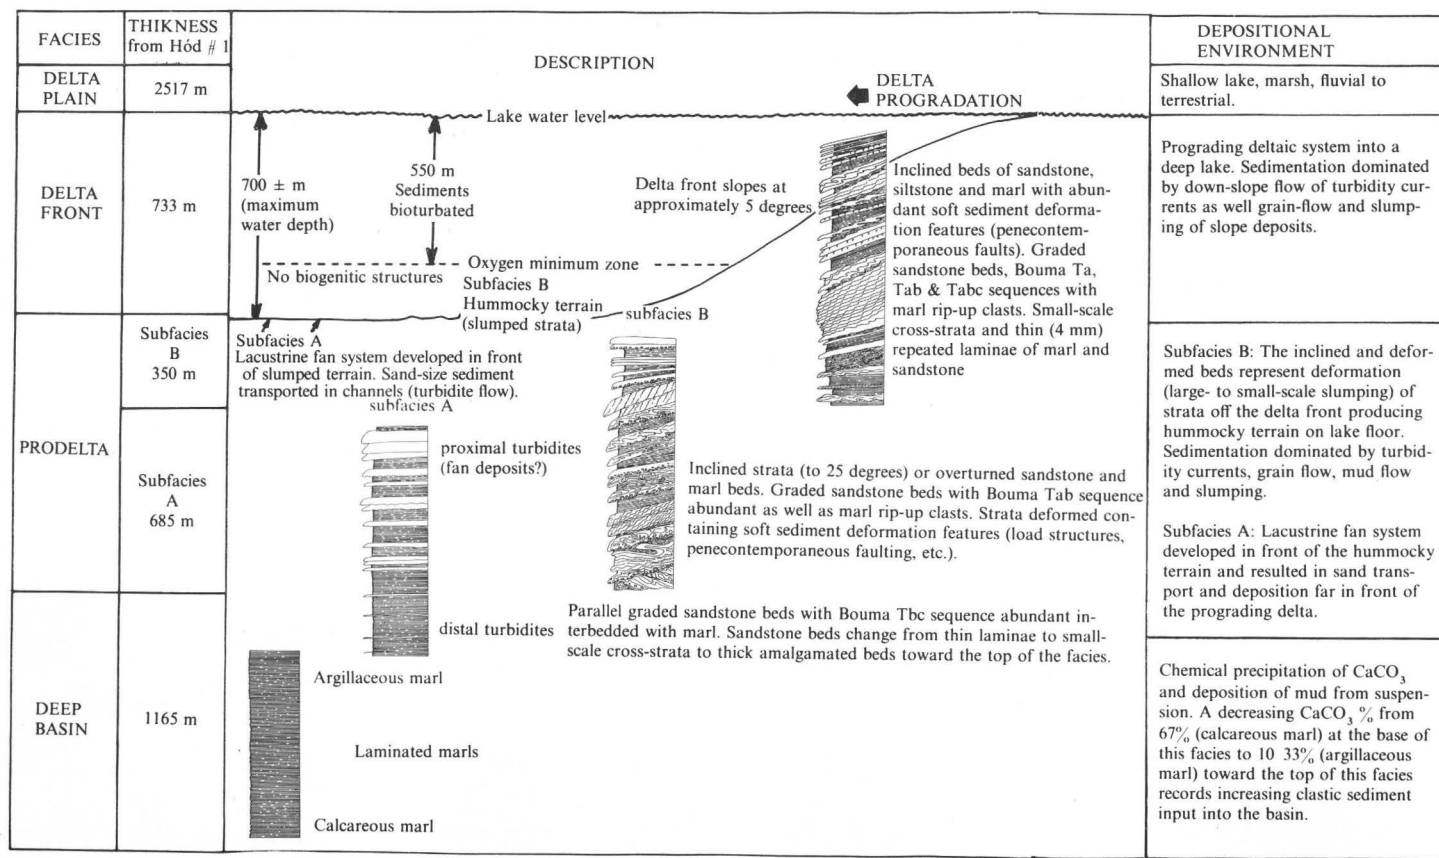 FACIES
THIKNESS
from Hód # 1
DESCRIPTION
DEPOSITIONAL
ENVIRONMENT
DELTA
PLAIN
2517 m
Shallow lake, marsh, fluvial to
terrestrial.
DELTA
PROGRADATION
Lake water level
DELTA
FRONT
733 m
700 ± m
(maximum
water depth)
550 m
Sediments
bioturbated
Delta front slopes at
approximately 5 degrees
Inclined beds of sandstone,
siltstone and marl with abun-
dant soft sediment deforma-
tion features (penecontem-
poraneous faults). Graded
sandstone beds, Bouma Ta,
Tab & Tabc sequences with
marl rip-up clasts. Small-scale
cross-strata and thin (4 mm)
repeated laminae of marl and
sandstone
Prograding deltaic system into a
deep lake. Sedimentation dominated
by down-slope flow of turbidity cur-
rents as well grain-flow and slump-
ing of slope deposits.
No biogenitic structures
Oxygen minimum zone
Subfacies B
Hummocky terrain
(slumped strata)
subfacies B
PRODELTA
Subfacies
B
350 m
Subfacies A
Lacustrine fan system developed in front
of slumped terrain. Sand-size sediment
transported in channels (turbidite flow).
subfacies A
Subfacies B: The inclined and defor-
med beds represent deformation
(large- to small-scale slumping) of
strata off the delta front producing
hummocky terrain on lake floor.
Sedimentation dominated by turbid-
ity currents, grain flow, mud flow
and slumping.
Subfacies
A
685 m
proximal turbidites
(fan deposits?)
Inclined strata (to 25 degrees) or overturned sandstone and
marl beds. Graded sandstone beds with Bouma Tab sequence
abundant as well as marl rip-up clasts. Strata deformed con-
taining soft sediment deformation features (load structures,
penecontemporaneous faulting, etc.).
Subfacies A: Lacustrine fan system
developed in front of the hummocky
terrain and resulted in sand trans-
port and deposition far in front of
the prograding delta.
distal turbidites
Parallel graded sandstone beds with Bouma Tbc sequence abundant in-
terbedded with marl. Sandstone beds change from thin laminae to small-
scale cross-strata to thick amalgamated beds toward the top of the facies.
DEEP
BASIN
1165 m
Argillaceous marl
Laminated marls
Calcareous marl
Chemical precipitation of CaCO₃
and deposition of mud from suspen-
sion. A decreasing CaCO₃ % from
67% (calcareous marl) at the base of
this facies to 10 33% (argillaceous
marl) toward the top of this facies
records increasing clastic sediment
input into the basin.